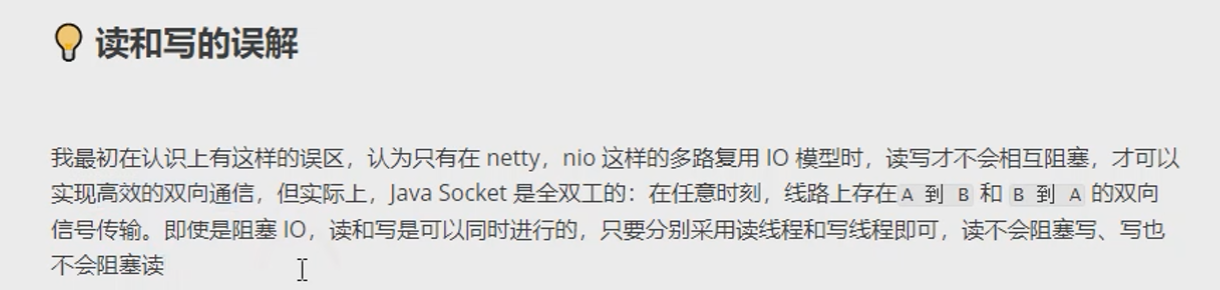 读和写的误解
我最初在认识上有这样的误区，认为只有在 netty，nio 这样的多路复用 IO 模型时，读写才不会相互阻塞，才可以
实现高效的双向通信，但实际上，Java Socket 是全双工的：在任意时刻，线路上存在 A 到 B 和 B 到 A 的双向
信号传输。即使是阻塞 IO，读和写是可以同时进行的，只要分别采用读线程和写线程即可，读不会阻塞写、写也
不会阻塞读